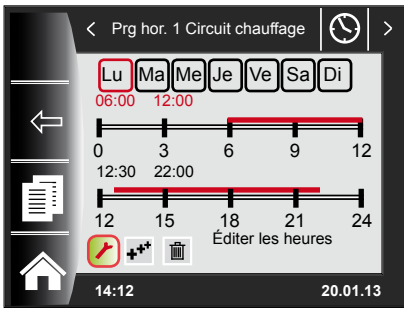 Prg hor. 1 Circuit chauffage
Lu Ma Me Je Ve Sa Di
06:00 12:00
0 3 6 9 12
12:30 22:00
12 15 18 21 24
Éditer les heures
14:12 20.01.13